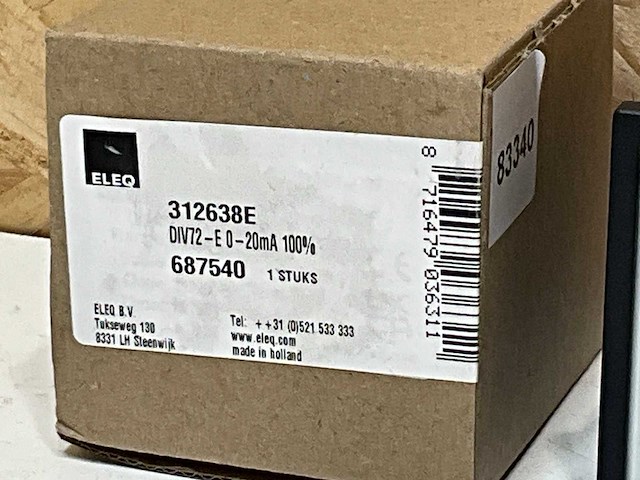 ELEQ
312638E
DIV72-E 0-20mA 100%
687540 1 STUKS
ELEQ B.V.
Tukseweg 130
8331 LH Steenwijk
Tel: ++31 (0)521 533 333
www.eleq.com
made in holland
8 716479 036311
83340